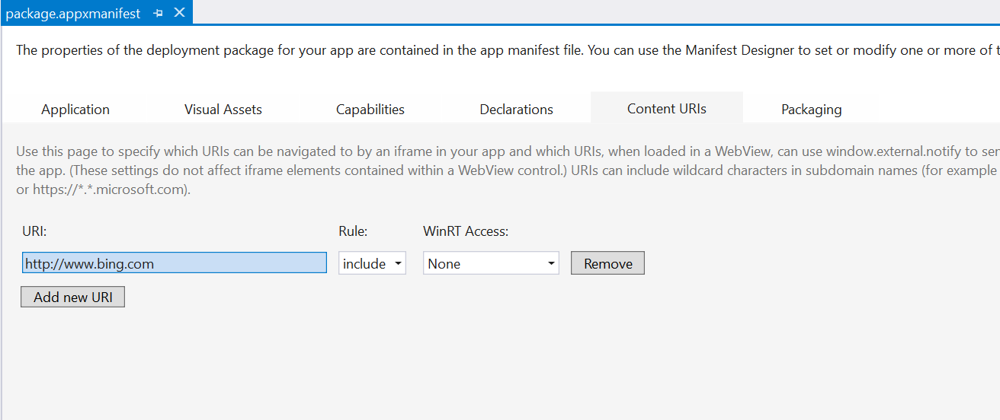 package.appxmanifest
The properties of the deployment package for your app are contained in the app manifest file. You can use the Manifest Designer to set or modify one or more of
Application Visual Assets Capabilities Declarations Content URIs Packaging
Use this page to specify which URIs can be navigated to by an iframe in your app and which URIs, when loaded in a WebView, can use window.external.notify to
the app. (These settings do not affect iframe elements contained within a WebView control.) URIs can include wildcard characters in subdomain names (for example
or https://*.*.microsoft.com).
URI: Rule: WinRT Access:
http://www.bing.com include None Remove
Add new URI